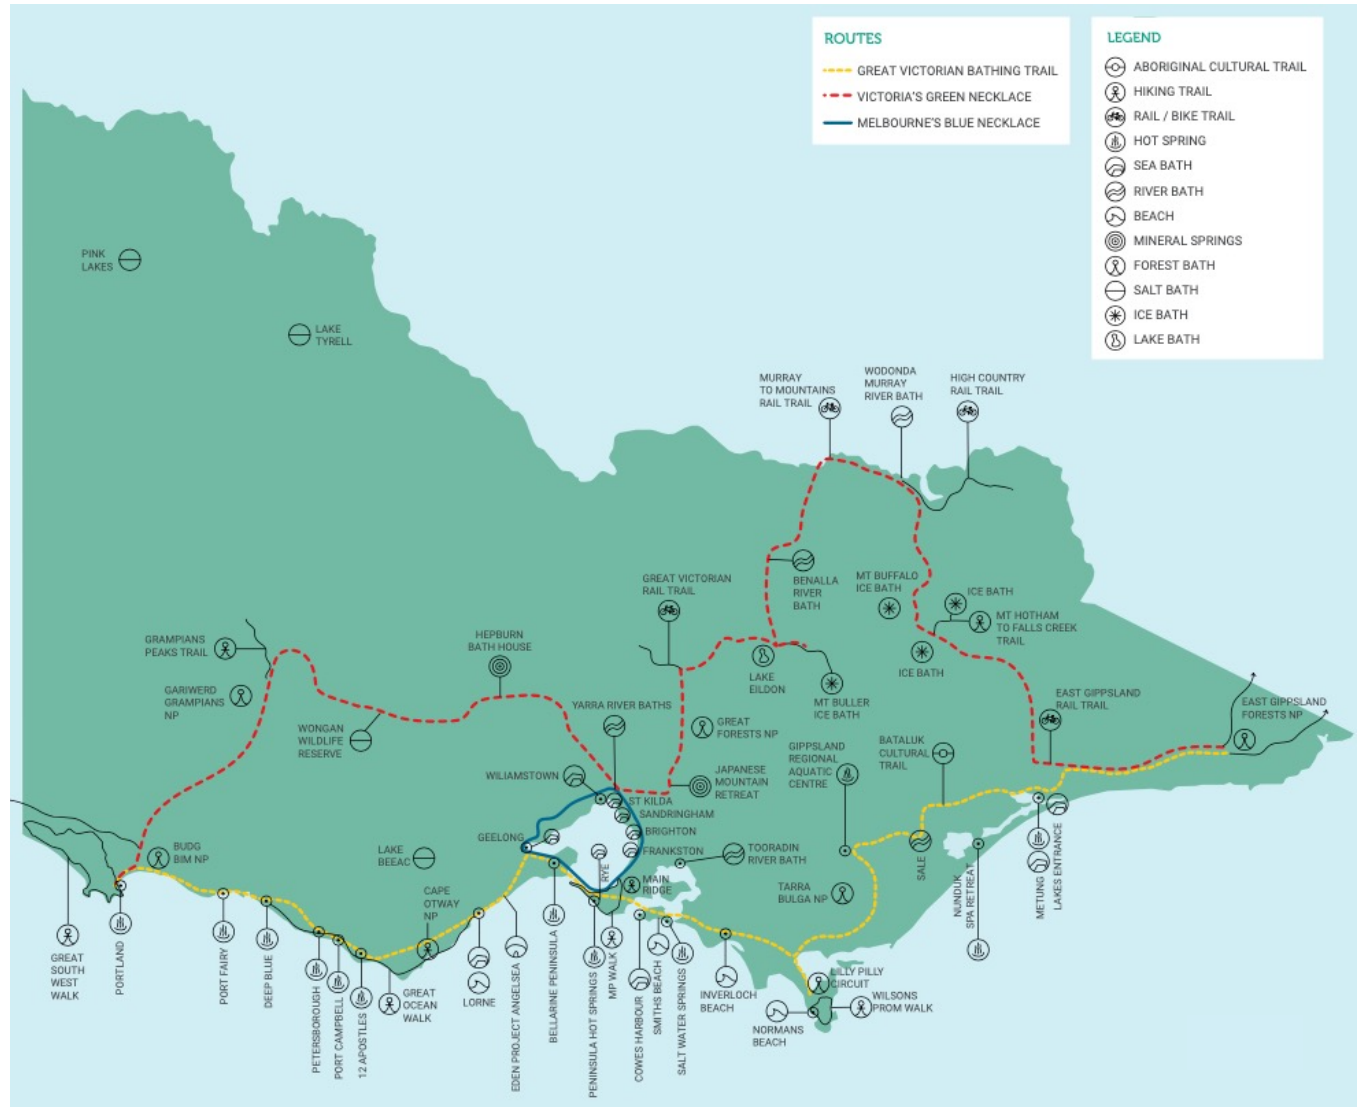 ROUTES
GREAT VICTORIAN BATHING TRAIL
VICTORIA'S GREEN NECKLACE
MELBOURNE'S BLUE NECKLACE
LEGEND
ABORIGINAL CULTURAL TRAIL
HIKING TRAIL
RAIL / BIKE TRAIL
HOT SPRING
SEA BATH
RIVER BATH
BEACH
MINERAL SPRINGS
FOREST BATH
SALT BATH
ICE BATH
LAKE BATH
PINK
LAKES
LAKE
TYRELL
MURRAY
TO MOUNTAINS
RAIL TRAIL
WODONDA
MURRAY
RIVER BATH
HIGH COUNTRY
RAIL TRAIL
GREAT VICTORIAN
RAIL TRAIL
BENALLA
RIVER
BATH
MT BUFFALO
ICE BATH
ICE BATH
MT HOTHAM
TO FALLS CREEK
TRAIL
ICE BATH
GRAMPIANS
PEAKS TRAIL
HEPBURN
BATH HOUSE
GARIWERD
GRAMPIANS
NP
LAKE
EILDON
MT BULLER
ICE BATH
WONGAN
WILDLIFE
RESERVE
YARRA RIVER BATHS
GREAT
FORESTS NP
EAST GIPPSLAND
RAIL TRAIL
EAST GIPPSLAND
FORESTS NP
GIPPSLAND
REGIONAL
AQUATIC
CENTRE
BATALUK
CULTURAL
TRAIL
WILIAMSTOWN
JAPANESE
MOUNTAIN
RETREAT
ST KILDA
SANDRINGHAM
BRIGHTON
FRANKSTON
GEELONG
RYE
MAIN
RIDGE
TOORADIN
RIVER BATH
BUDG
BIM NP
LAKE
BEEAC
CAPE
OTWAY
NP
TARRA
BULGA NP
SALE
NUNDUK
SPA RETREAT
METUNG
LAKES ENTRANCE
GREAT
SOUTH
WEST
WALK
PORTLAND
PORT FAIRY
DEEP BLUE
PETERSBOROUGH
PORT CAMPBELL
12 APOSTLES
GREAT
OCEAN
WALK
LORNE
EDEN PROJECT ANGELSEA
BELLARINE PENINSULA
PENINSULA HOT SPRINGS
MP WALK
COWES HARBOUR
SMITHS BEACH
SALT WATER SPRINGS
INVERLOCH
BEACH
LILLY PILLY
CIRCUIT
WILSONS
PROM WALK
NORMANS
BEACH